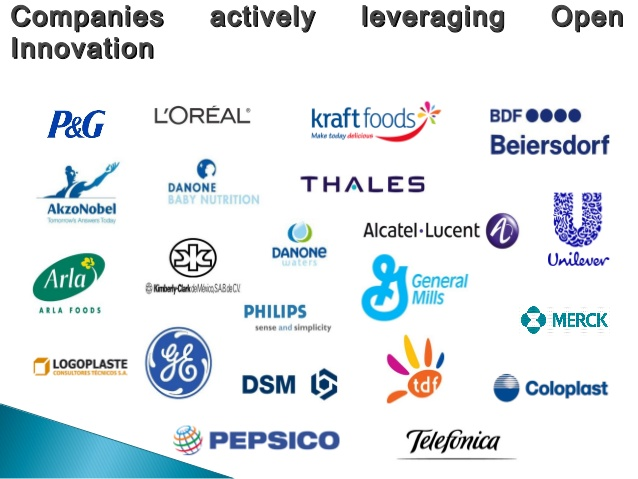 Companies actively leveraging Open
Innovation
P&G
L'ORÉAL®
kraft foods
Make today delicious
BDF
Beiersdorf
AkzoNobel
Tomorrow's Answers Today
DANONE
BABY NUTRITION
THALES
Alcatel·Lucent
Unilever
Arla
ARLA FOODS
Kimberly-Clark de México, S.A.B. de C.V.
DANONE
waters
General
Mills
PHILIPS
sense and simplicity
MERCK
LOGOPLASTE
CONSULTORES TÉCNICOS S.A.
GE
DSM
tdf
Coloplast
PEPSICO
Telefónica